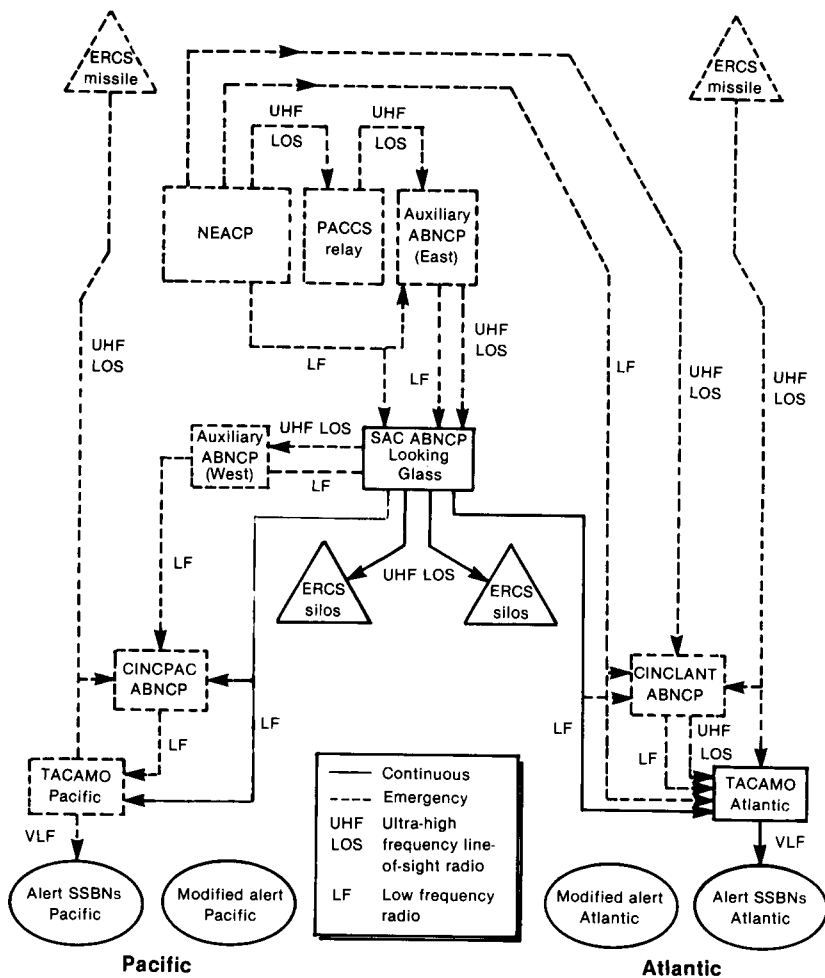 ERCS
missile
ERCS
missile
UHF
LOS
UHF
LOS
NEACP
PACCS
relay
Auxiliary
ABNCP
(East)
UHF
LOS
UHF
LOS
LF
LF
LF
UHF
LOS
UHF
LOS
UHF LOS
Auxiliary
ABNCP
(West)
SAC ABNCP
Looking
Glass
LF
LF
UHF LOS
ERCS
silos
ERCS
silos
CINCPAC
ABNCP
CINCLANT
ABNCP
LF
LF
LF
LF
UHF
LOS
TACAMO
Pacific
TACAMO
Atlantic
Continuous
Emergency
UHF Ultra-high
LOS frequency line-
of-sight radio
LF Low frequency
radio
VLF
VLF
Alert SSBNs
Pacific
Modified alert
Pacific
Modified alert
Atlantic
Alert SSBNs
Atlantic
Pacific
Atlantic